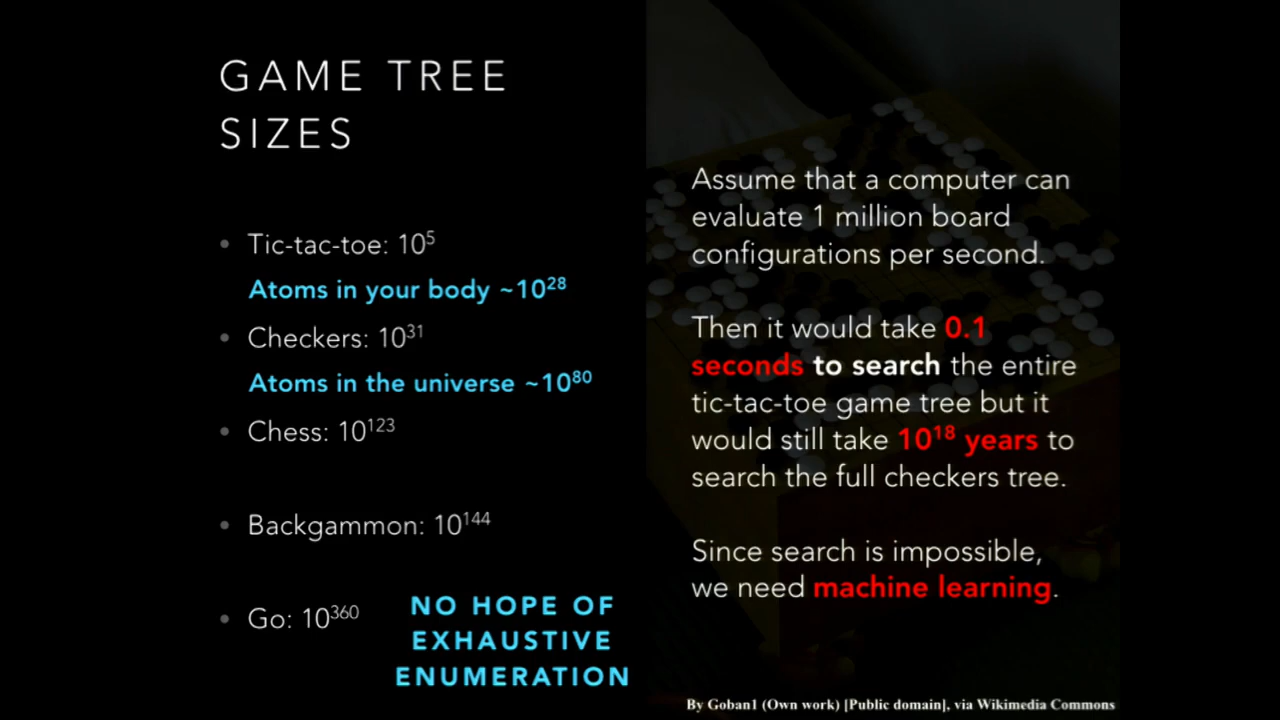 GAME TREE
SIZES
• Tic-tac-toe: 10⁵
Atoms in your body ~10²⁸
• Checkers: 10³¹
Atoms in the universe ~10⁸⁰
• Chess: 10¹²³
• Backgammon: 10¹⁴⁴
• Go: 10³⁶⁰
NO HOPE OF
EXHAUSTIVE
ENUMERATION
Assume that a computer can
evaluate 1 million board
configurations per second.
Then it would take 0.1
seconds to search the entire
tic-tac-toe game tree but it
would still take 10¹⁸ years to
search the full checkers tree.
Since search is impossible,
we need machine learning.
By Goban1 (Own work) [Public domain], via Wikimedia Commons